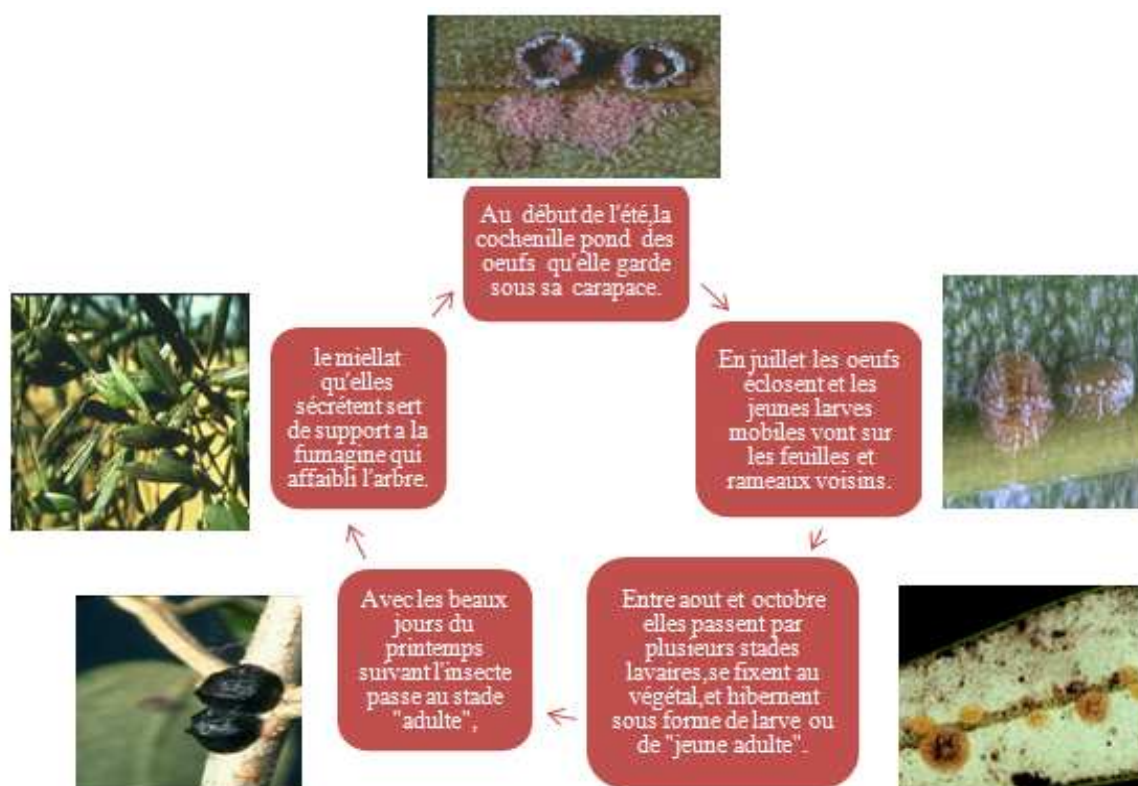 Au début de l'été,la
cochenille pond des
oeufs qu'elle garde
sous sa carapace.
En juillet les oeufs
éclosent et les
jeunes larves
mobiles vont sur
les feuilles et
rameaux voisins.
Entre aout et octobre
elles passent par
plusieurs stades
lavaires,se fixent au
végétal,et hibernent
sous forme de larve ou
de "jeune adulte".
Avec les beaux
jours du
printemps
suivant l'insecte
passe au stade
"adulte",
le miellat
qu'elles
sécrétent sert
de support a la
fumagine qui
affaibli l'arbre.